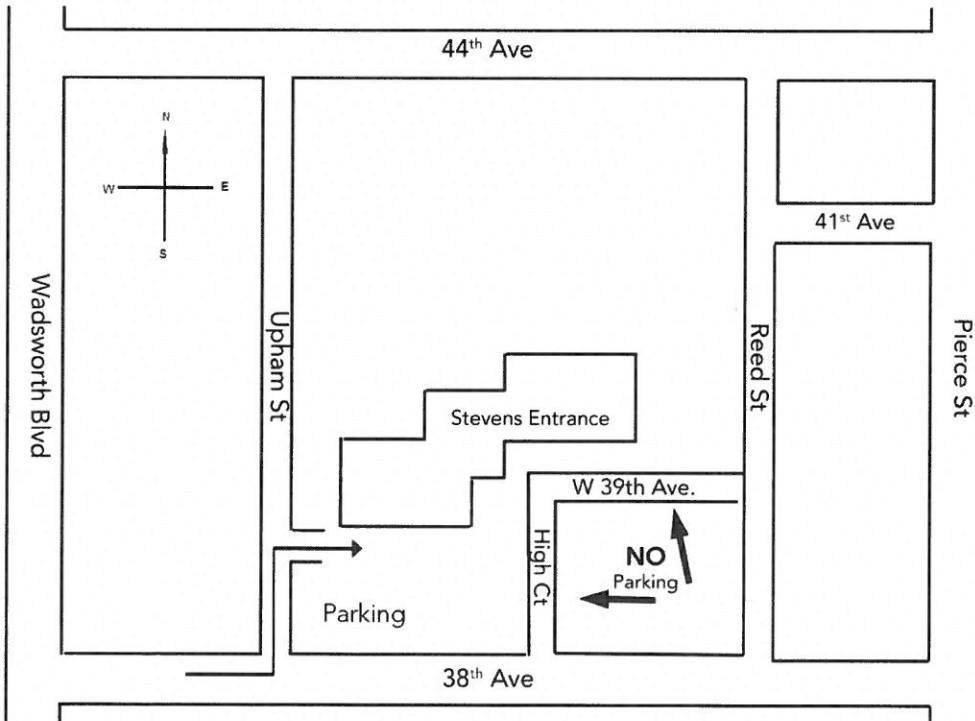 44th Ave
N
W
E
S
41st Ave
Wadsworth Blvd
Upham St
Reed St
Pierce St
Stevens Entrance
W 39th Ave.
High Ct
NO
Parking
Parking
38th Ave